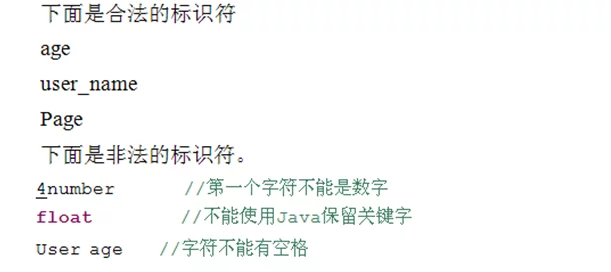 下面是合法的标识符
age
user_name
Page
下面是非法的标识符。
4number //第一个字符不能是数字
float //不能使用Java保留关键字
User age //字符不能有空格